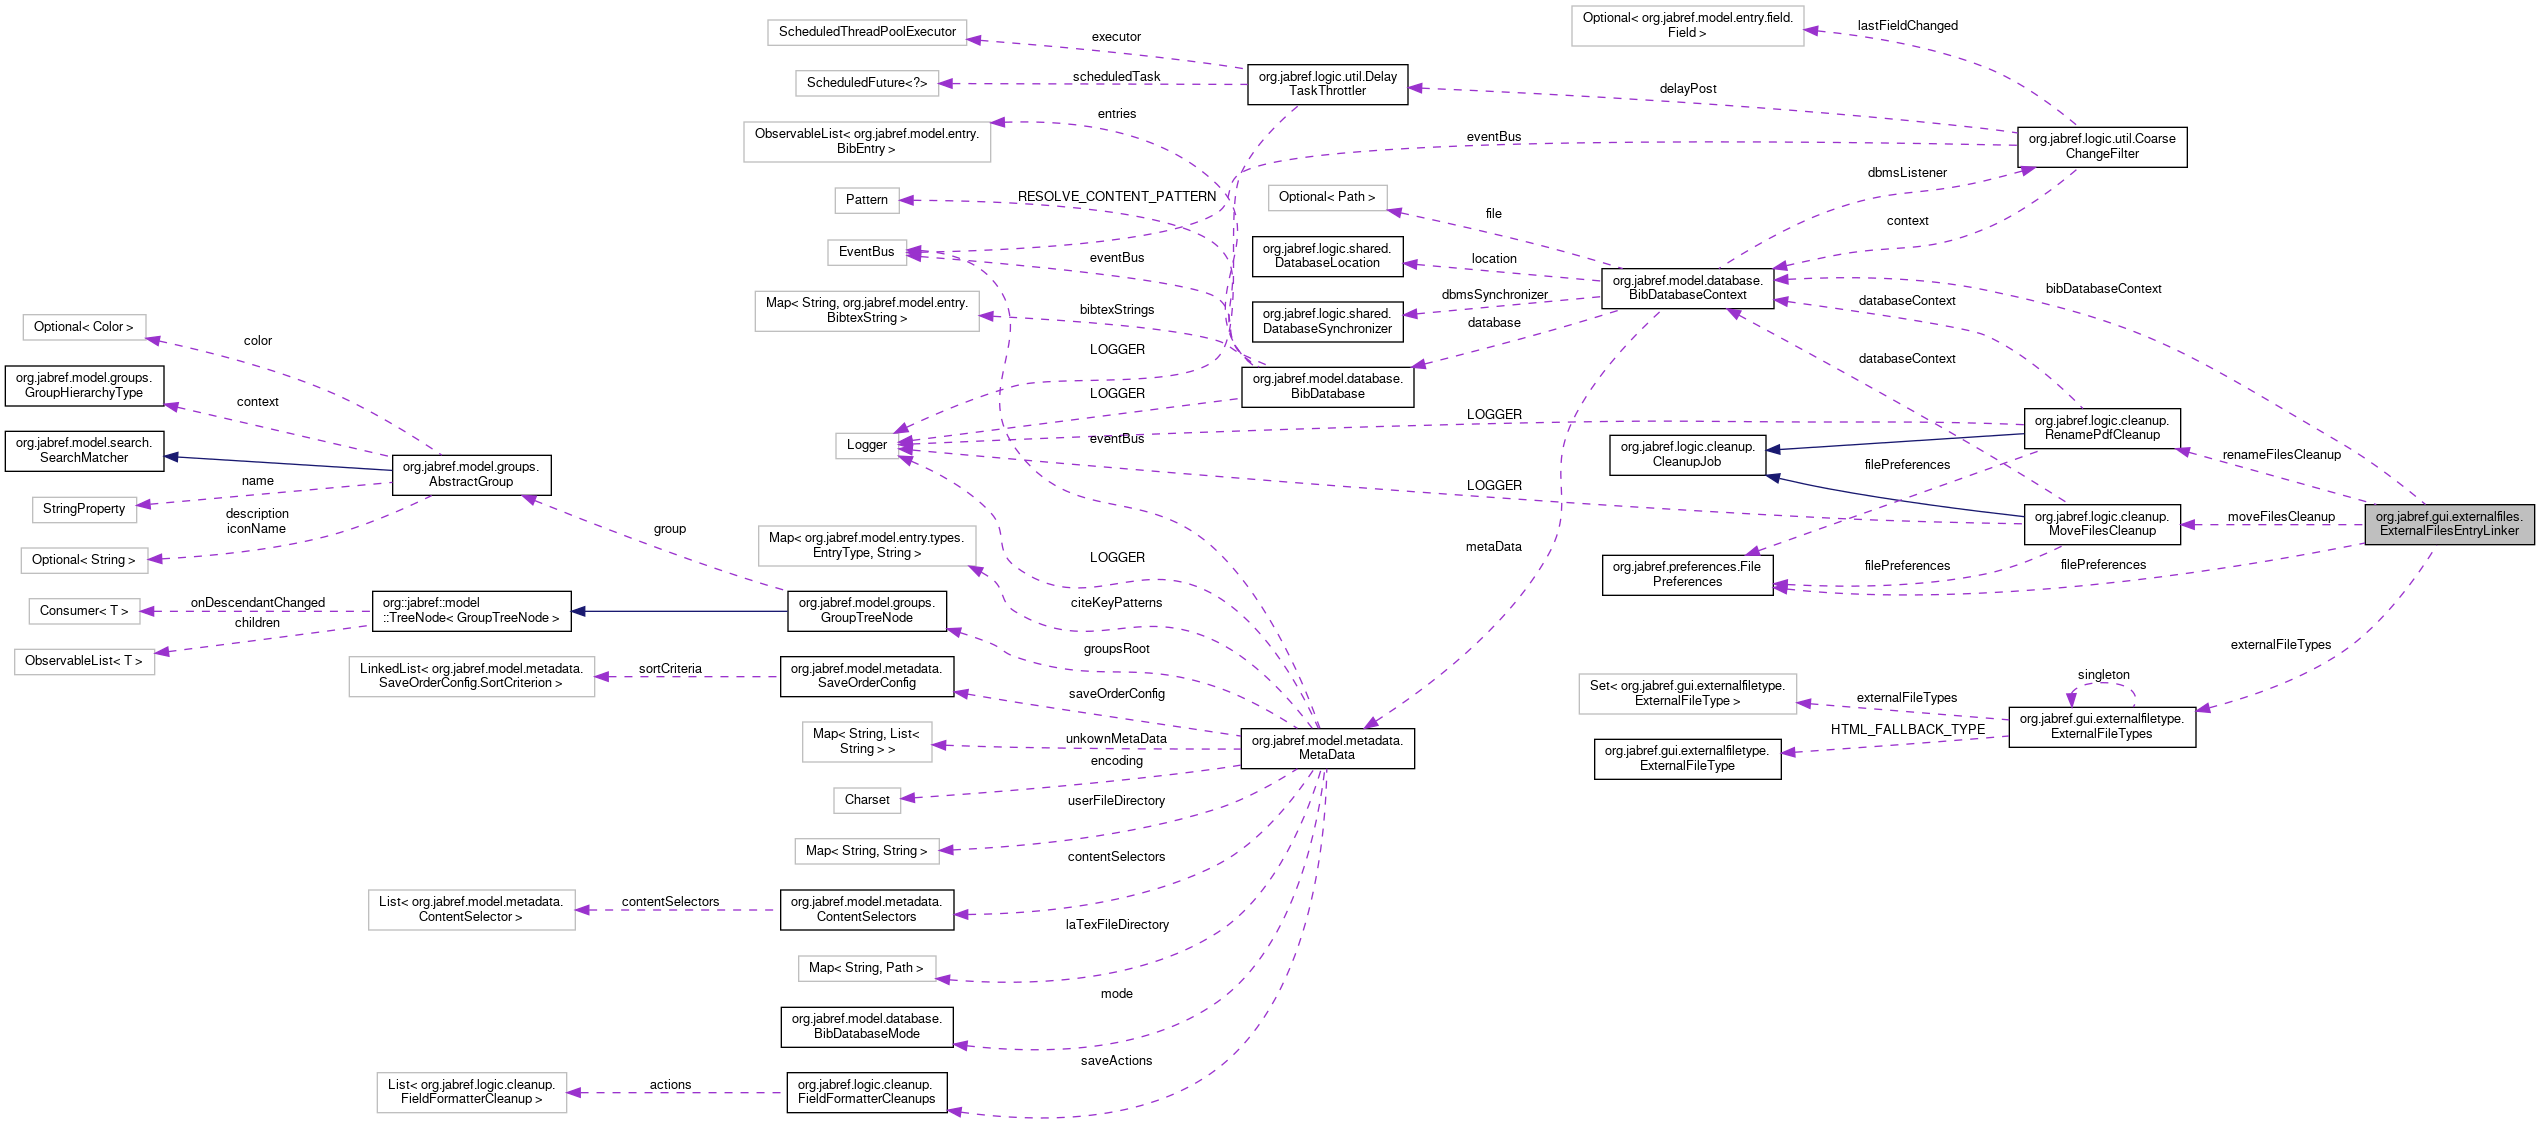 ScheduledThreadPoolExecutor
executor
Optional< org.jabref.model.entry.field.
Field >
lastFieldChanged
ScheduledFuture<?>
scheduledTask
org.jabref.logic.util.Delay
TaskThrottler
delayPost
ObservableList< org.jabref.model.entry.
BibEntry >
entries
eventBus
org.jabref.logic.util.Coarse
ChangeFilter
Pattern
RESOLVE_CONTENT_PATTERN
Optional< Path >
file
dbmsListener
context
EventBus
eventBus
org.jabref.logic.shared.
DatabaseLocation
location
org.jabref.model.database.
BibDatabaseContext
databaseContext
bibDatabaseContext
Map< String, org.jabref.model.entry.
BibtexString >
bibtexStrings
org.jabref.logic.shared.
DatabaseSynchronizer
dbmsSynchronizer
database
Optional< Color >
color
LOGGER
databaseContext
org.jabref.model.groups.
GroupHierarchyType
context
LOGGER
org.jabref.model.database.
BibDatabase
LOGGER
org.jabref.logic.cleanup.
RenamePdfCleanup
org.jabref.model.search.
SearchMatcher
Logger
eventBus
org.jabref.logic.cleanup.
CleanupJob
filePreferences
renameFilesCleanup
org.jabref.model.groups.
AbstractGroup
name
LOGGER
StringProperty
description
iconName
org.jabref.logic.cleanup.
MoveFilesCleanup
moveFilesCleanup
org.jabref.gui.externalfiles.
ExternalFilesEntryLinker
group
Map< org.jabref.model.entry.types.
EntryType, String >
LOGGER
metaData
Optional< String >
org.jabref.preferences.File
Preferences
filePreferences
filePreferences
Consumer< T >
onDescendantChanged
children
org::jabref::model
::TreeNode< GroupTreeNode >
org.jabref.model.groups.
GroupTreeNode
citeKeyPatterns
groupsRoot
externalFileTypes
ObservableList< T >
LinkedList< org.jabref.model.metadata.
SaveOrderConfig.SortCriterion >
sortCriteria
org.jabref.model.metadata.
SaveOrderConfig
saveOrderConfig
Set< org.jabref.gui.externalfiletype.
ExternalFileType >
externalFileTypes
singleton
Map< String, List<
String > >
unkownMetaData
encoding
org.jabref.model.metadata.
MetaData
org.jabref.gui.externalfiletype.
ExternalFileType
HTML_FALLBACK_TYPE
org.jabref.gui.externalfiletype.
ExternalFileTypes
Charset
userFileDirectory
Map< String, String >
contentSelectors
List< org.jabref.model.metadata.
ContentSelector >
contentSelectors
org.jabref.model.metadata.
ContentSelectors
laTexFileDirectory
Map< String, Path >
mode
org.jabref.model.database.
BibDatabaseMode
saveActions
List< org.jabref.logic.cleanup.
FieldFormatterCleanup >
actions
org.jabref.logic.cleanup.
FieldFormatterCleanups